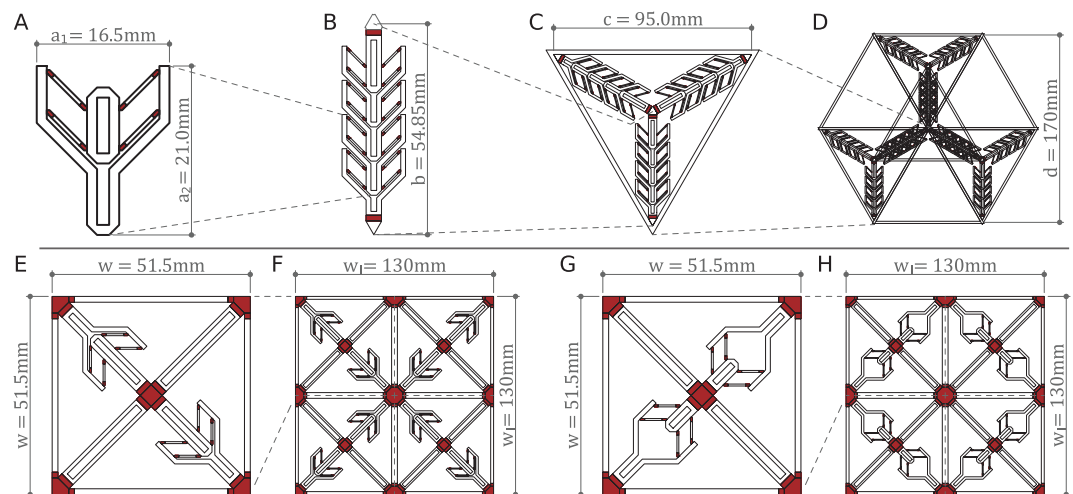 A
a₁ = 16.5mm
a₂ = 21.0mm
B
b = 54.85mm
C
c = 95.0mm
D
d = 170mm
E
w = 51.5mm
w = 51.5mm
F
wₗ= 130mm
wₗ= 130mm
G
w = 51.5mm
w = 51.5mm
H
wₗ= 130mm
wₗ= 130mm